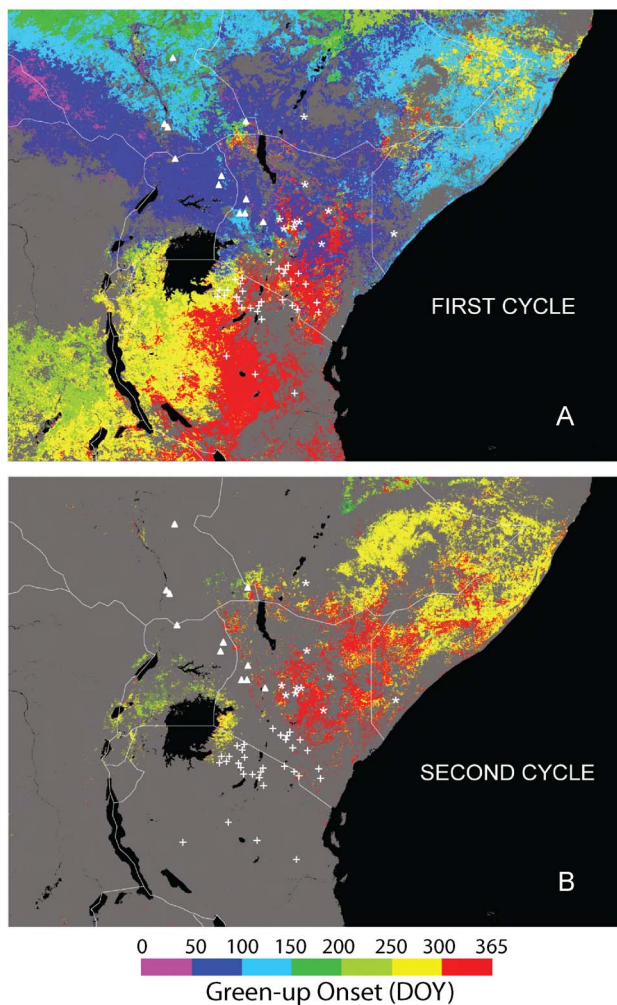 FIRST CYCLE
A
SECOND CYCLE
B
0 50 100 150 200 250 300 365
Green-up Onset (DOY)